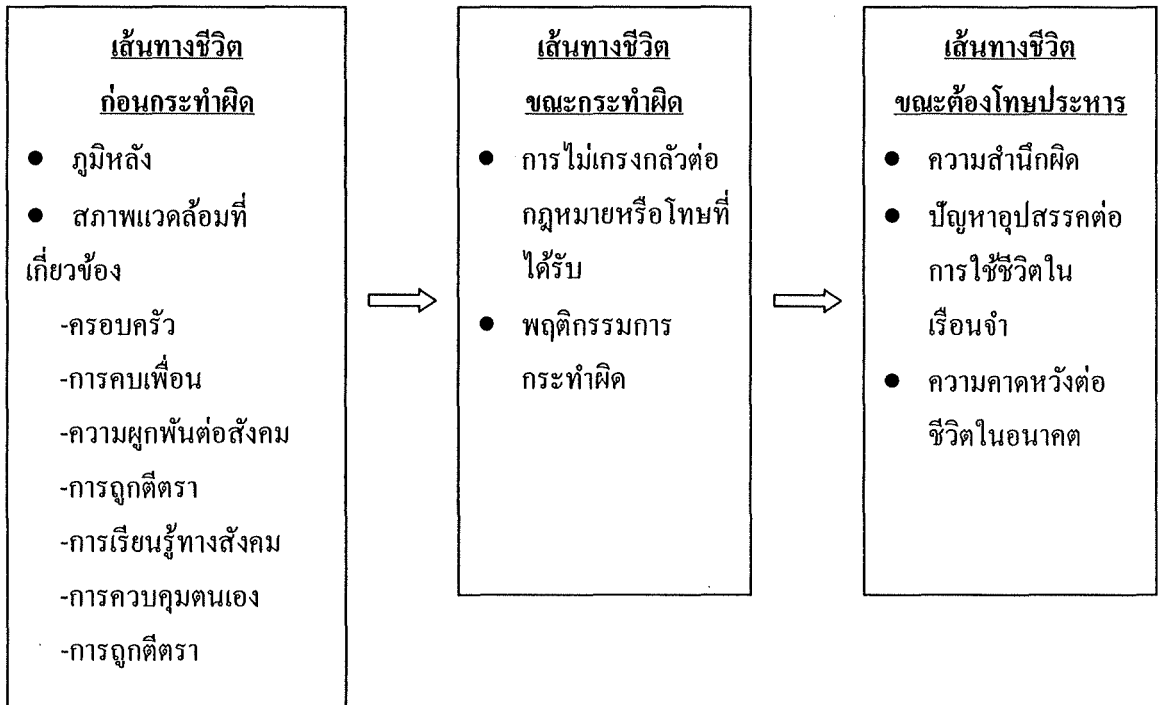 เส้นทางชีวิต
ก่อนกระทำผิด
● ภูมิหลัง
● สภาพแวดล้อมที่
เกี่ยวข้อง
-ครอบครัว
-การคบเพื่อน
-ความผูกพันต่อสังคม
-การถูกตีตรา
-การเรียนรู้ทางสังคม
-การควบคุมตนเอง
-การถูกตีตรา
เส้นทางชีวิต
ขณะกระทำผิด
● การไม่เกรงกลัวต่อ
กฎหมายหรือโทษที่
ได้รับ
● พฤติกรรมการ
กระทำผิด
เส้นทางชีวิต
ขณะต้องโทษประหาร
● ความสำนึกผิด
● ปัญหาอุปสรรคต่อ
การใช้ชีวิตใน
เรือนจำ
● ความคาดหวังต่อ
ชีวิตในอนาคต